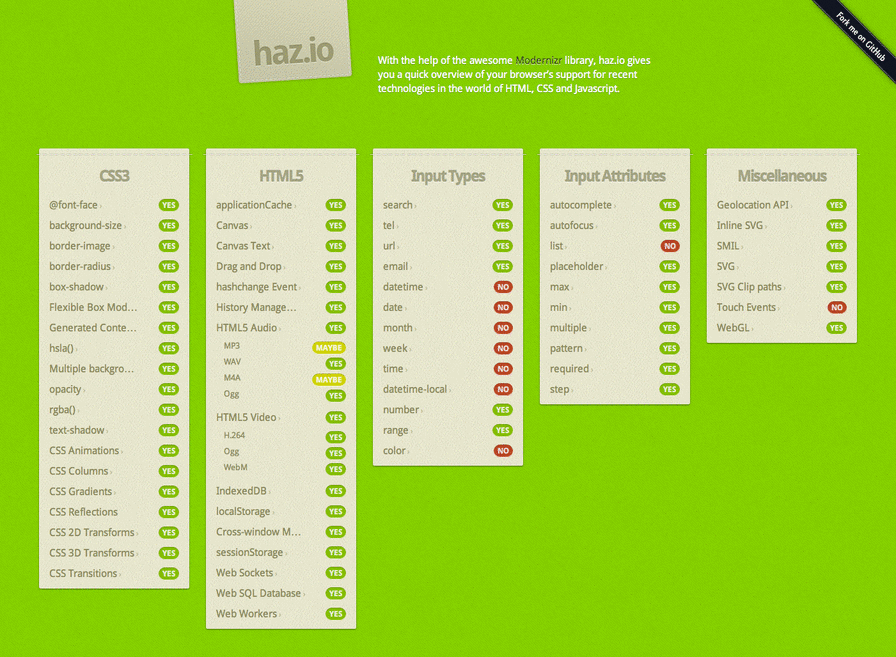 haz.io
Fork me on GitHub
With the help of the awesome Modernizr library, haz.io gives
you a quick overview of your browser's support for recent
technologies in the world of HTML, CSS and Javascript.
CSS3
@font-face › YES
background-size › YES
border-image › YES
border-radius › YES
box-shadow › YES
Flexible Box Mod… YES
Generated Conte… YES
hsla() › YES
Multiple backgro… YES
opacity › YES
rgba() › YES
text-shadow › YES
CSS Animations › YES
CSS Columns › YES
CSS Gradients › YES
CSS Reflections YES
CSS 2D Transforms › YES
CSS 3D Transforms › YES
CSS Transitions › YES
HTML5
applicationCache › YES
Canvas › YES
Canvas Text › YES
Drag and Drop › YES
hashchange Event › YES
History Manage… YES
HTML5 Audio › YES
MP3 MAYBE
WAV YES
M4A MAYBE
Ogg YES
HTML5 Video › YES
H.264 YES
Ogg YES
WebM YES
IndexedDB › YES
localStorage › YES
Cross-window M… YES
sessionStorage › YES
Web Sockets › YES
Web SQL Database › YES
Web Workers › YES
Input Types
search › YES
tel › YES
url › YES
email › YES
datetime › NO
date › NO
month › NO
week › NO
time › NO
datetime-local › NO
number › YES
range › YES
color › NO
Input Attributes
autocomplete › YES
autofocus › YES
list › NO
placeholder › YES
max › YES
min › YES
multiple › YES
pattern › YES
required › YES
step › YES
Miscellaneous
Geolocation API › YES
Inline SVG › YES
SMIL › YES
SVG › YES
SVG Clip paths › YES
Touch Events › NO
WebGL › YES